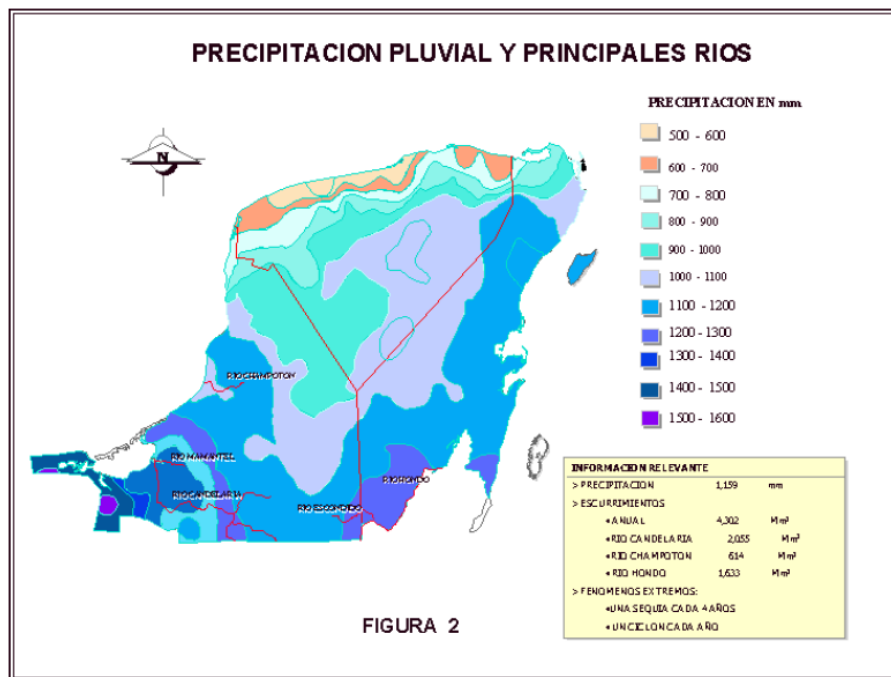 PRECIPITACION PLUVIAL Y PRINCIPALES RIOS
N
PRECIPITACION EN mm
500 - 600
600 - 700
700 - 800
800 - 900
900 - 1000
1000 - 1100
1100 - 1200
1200 - 1300
1300 - 1400
1400 - 1500
1500 - 1600
RIO CHAMPOTON
RIO MAMANTEL
RIO CANDELARIA
RIO ESCONDIDO
RIO HONDO
INFORMACION RELEVANTE
> PRECIPITACION 1,159 mm
> ESCURRIMIENTOS
•ANUAL 4,302 Mm³
•RIO CANDELARIA 2,055 Mm³
•RIO CHAMPOTON 614 Mm³
•RIO HONDO 1,633 Mm³
> FENOMENOS EXTREMOS:
•UNA SEQUIA CADA 4 AÑOS
•UN CICLON CADA AÑO
FIGURA 2